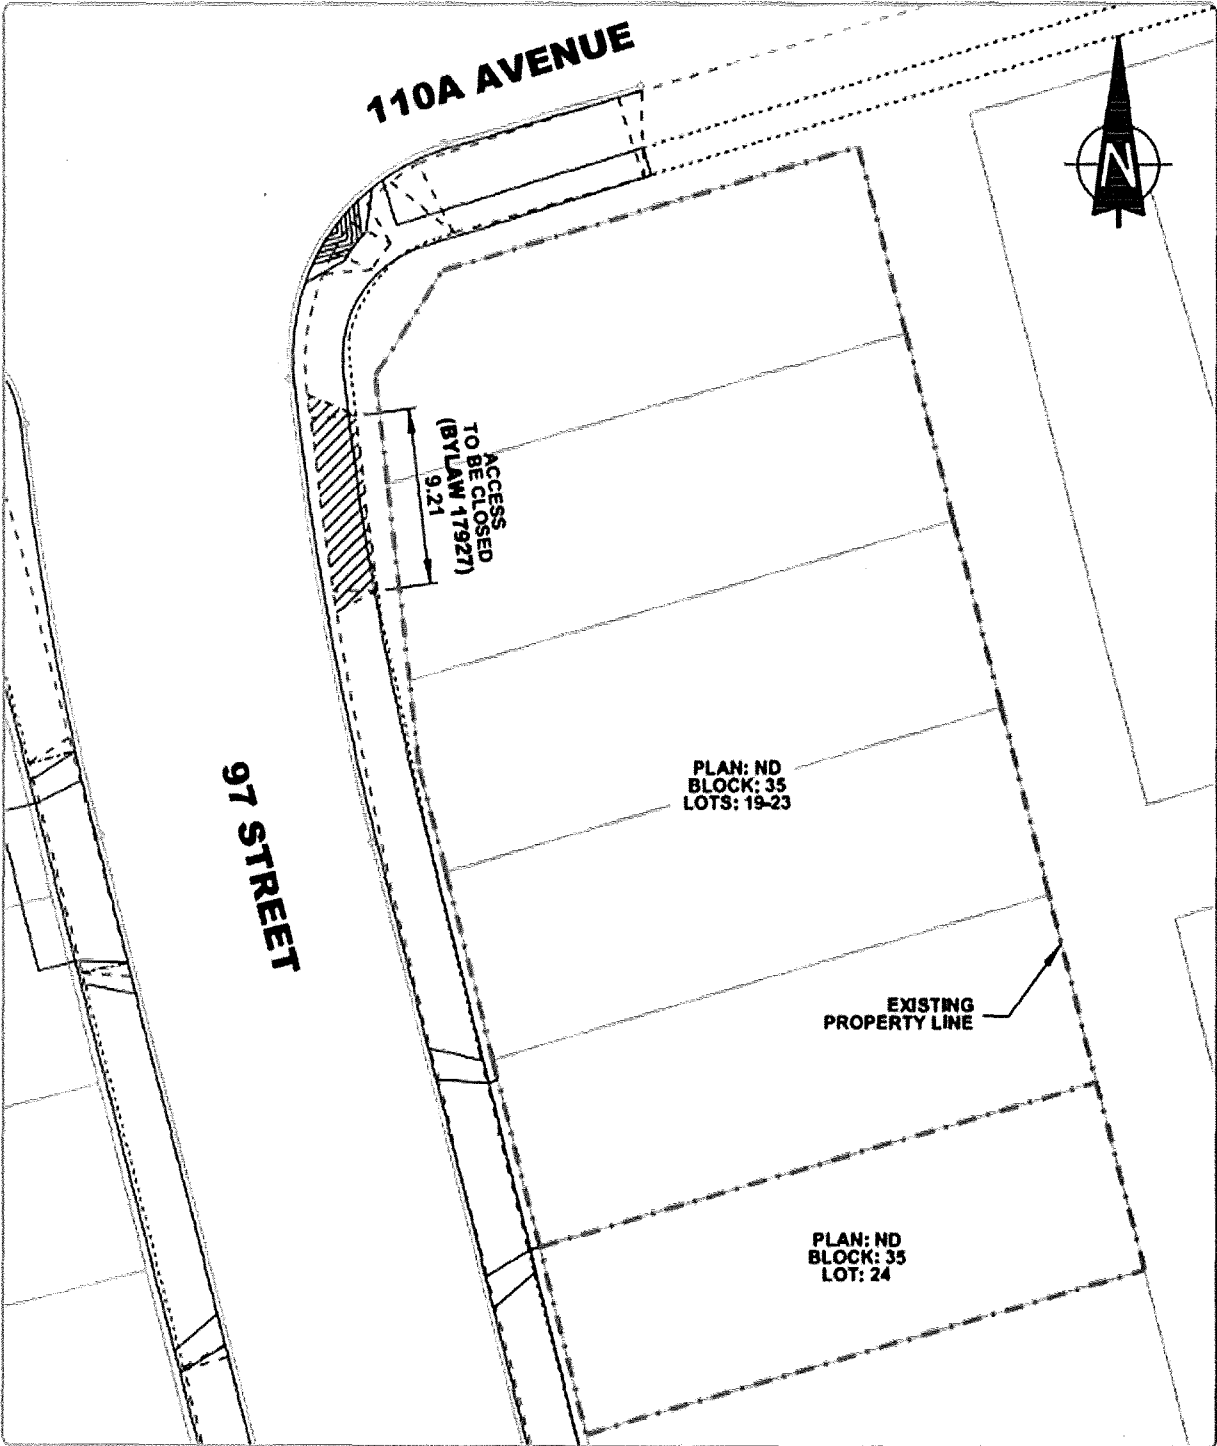 110A AVENUE
N
ACCESS
TO BE CLOSED
(BYLAW 17927)
9.21
97 STREET
PLAN: ND
BLOCK: 35
LOTS: 19-23
EXISTING
PROPERTY LINE
PLAN: ND
BLOCK: 35
LOT: 24